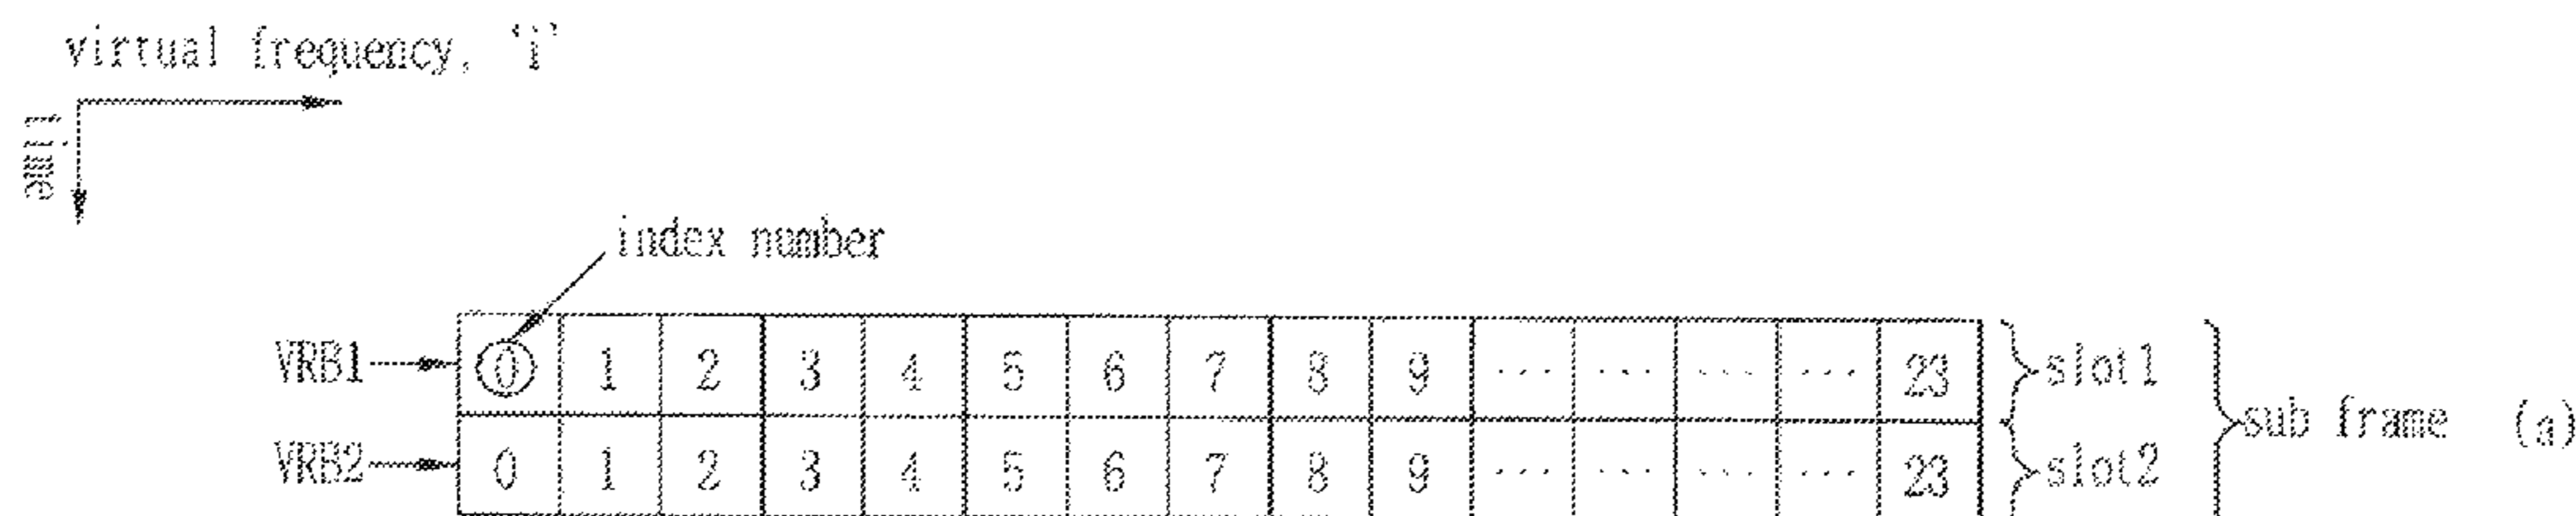 virtual frequency, 'i'
time
index number
VRB1 0 1 2 3 4 5 6 7 8 9 ... ... ... ... 23 slot1
sub frame (a)
VRB2 0 1 2 3 4 5 6 7 8 9 ... ... ... ... 23 slot2